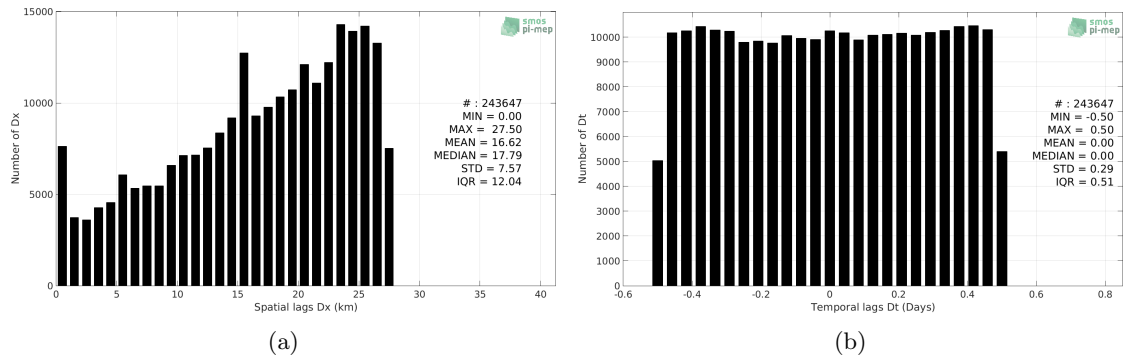 15000
10000
5000
0
Number of Dx
0 5 10 15 20 25 30 35 40
Spatial lags Dx (km)
smos
pi-mep
# : 243647
MIN = 0.00
MAX = 27.50
MEAN = 16.62
MEDIAN = 17.79
STD = 7.57
IQR = 12.04
(a)
10000
9000
8000
7000
6000
5000
4000
3000
2000
1000
0
Number of Dt
-0.6 -0.4 -0.2 0 0.2 0.4 0.6 0.8
Temporal lags Dt (Days)
smos
pi-mep
# : 243647
MIN = -0.50
MAX = 0.50
MEAN = 0.00
MEDIAN = 0.00
STD = 0.29
IQR = 0.51
(b)